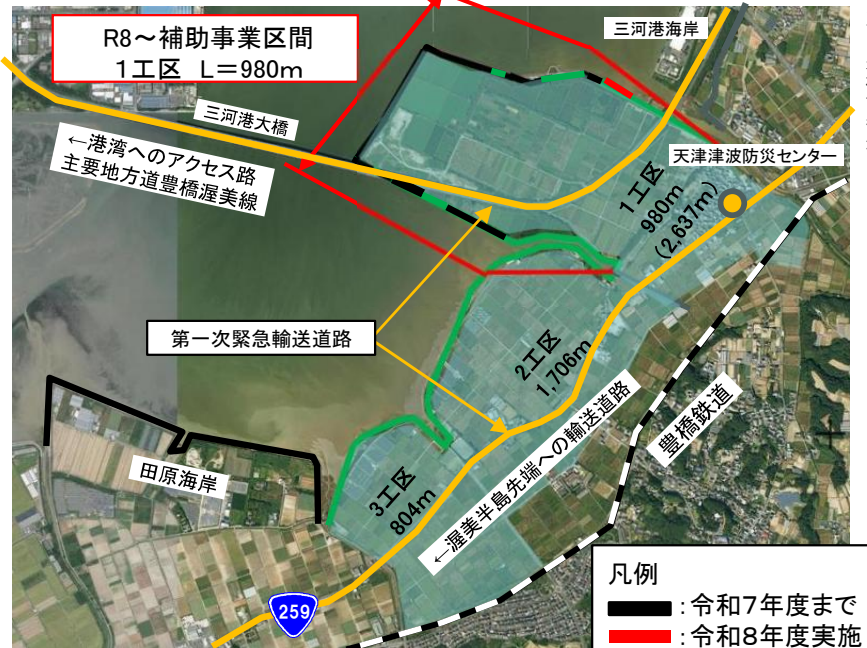 R8～補助事業区間
1工区 L＝980m
三河港海岸
三河港大橋
←港湾へのアクセス路
主要地方道豊橋渥美線
天津津波防災センター
1工区
980m
(2,637m)
第一次緊急輸送道路
2工区
1,706m
豊橋鉄道
←渥美半島先端への輸送道路
田原海岸
3工区
804m
259
凡例
：令和7年度まで
：令和8年度実施